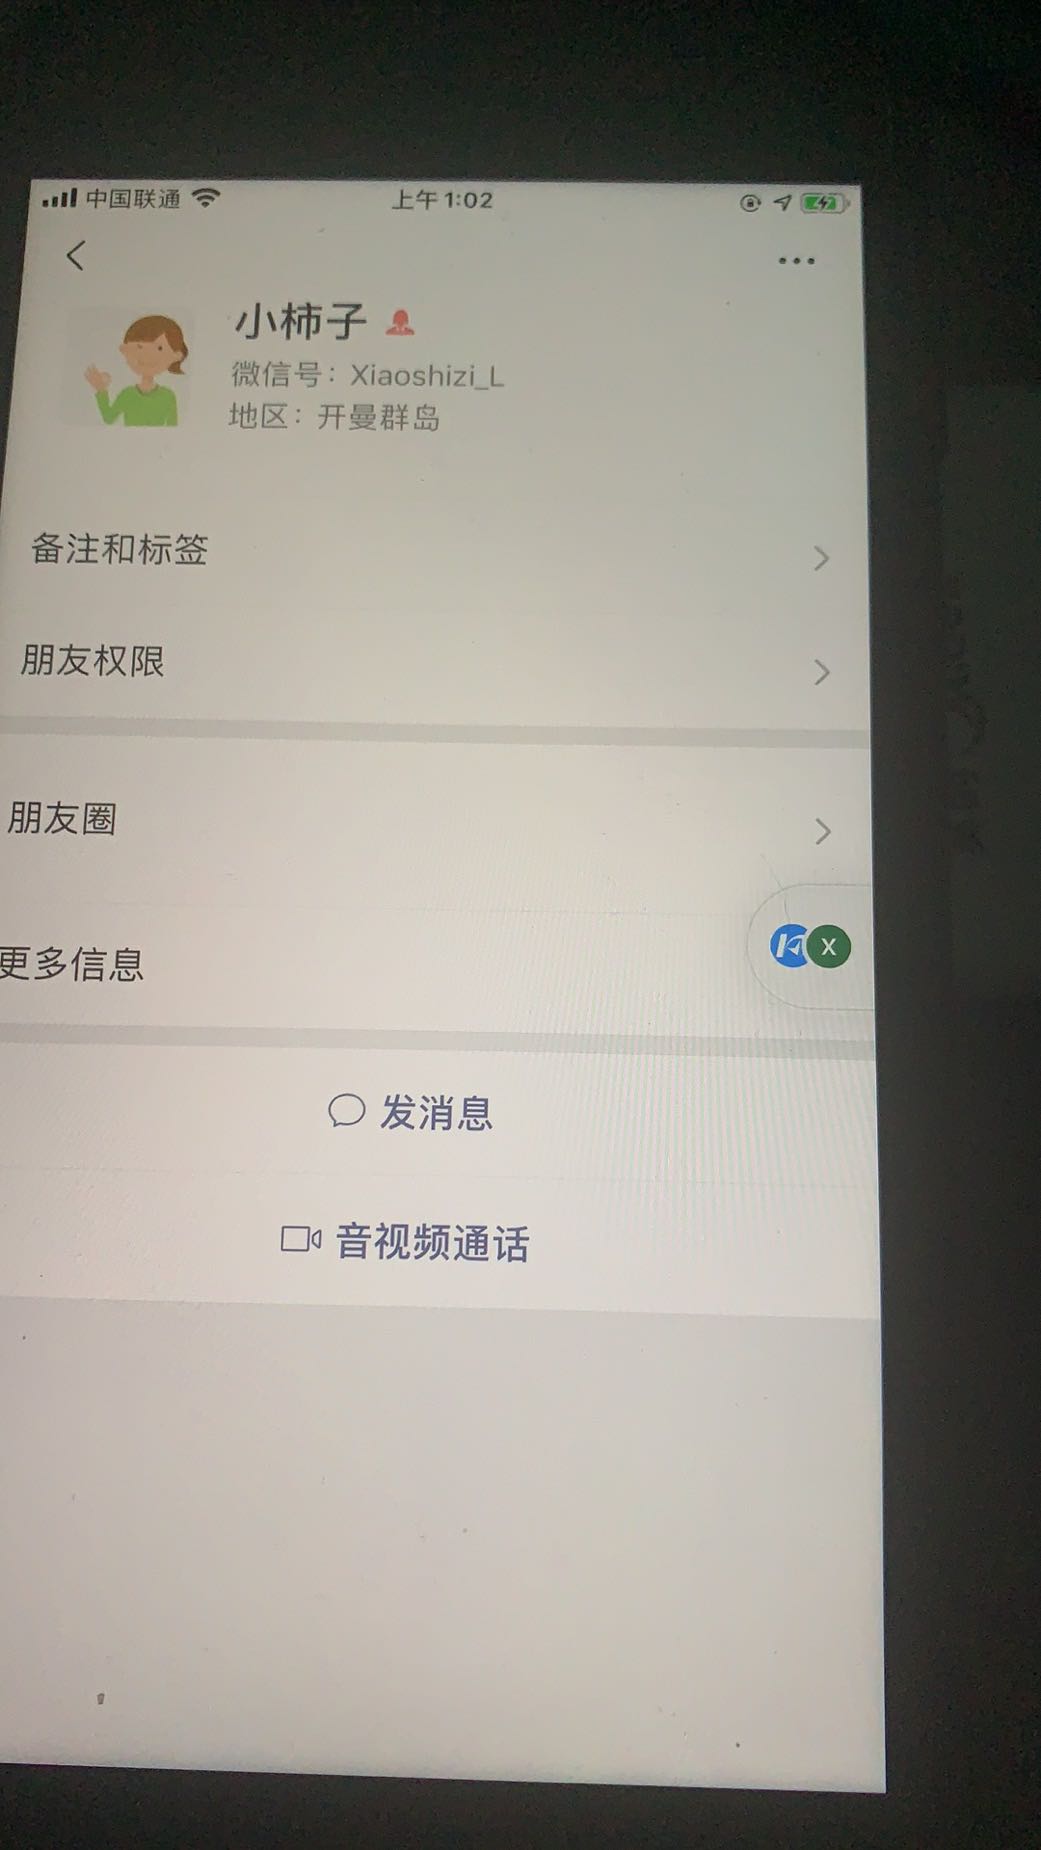 中国联通 上午1:02
小柿子
微信号：Xiaoshizi_L
地区：开曼群岛
备注和标签
朋友权限
朋友圈
X
更多信息
发消息
音视频通话